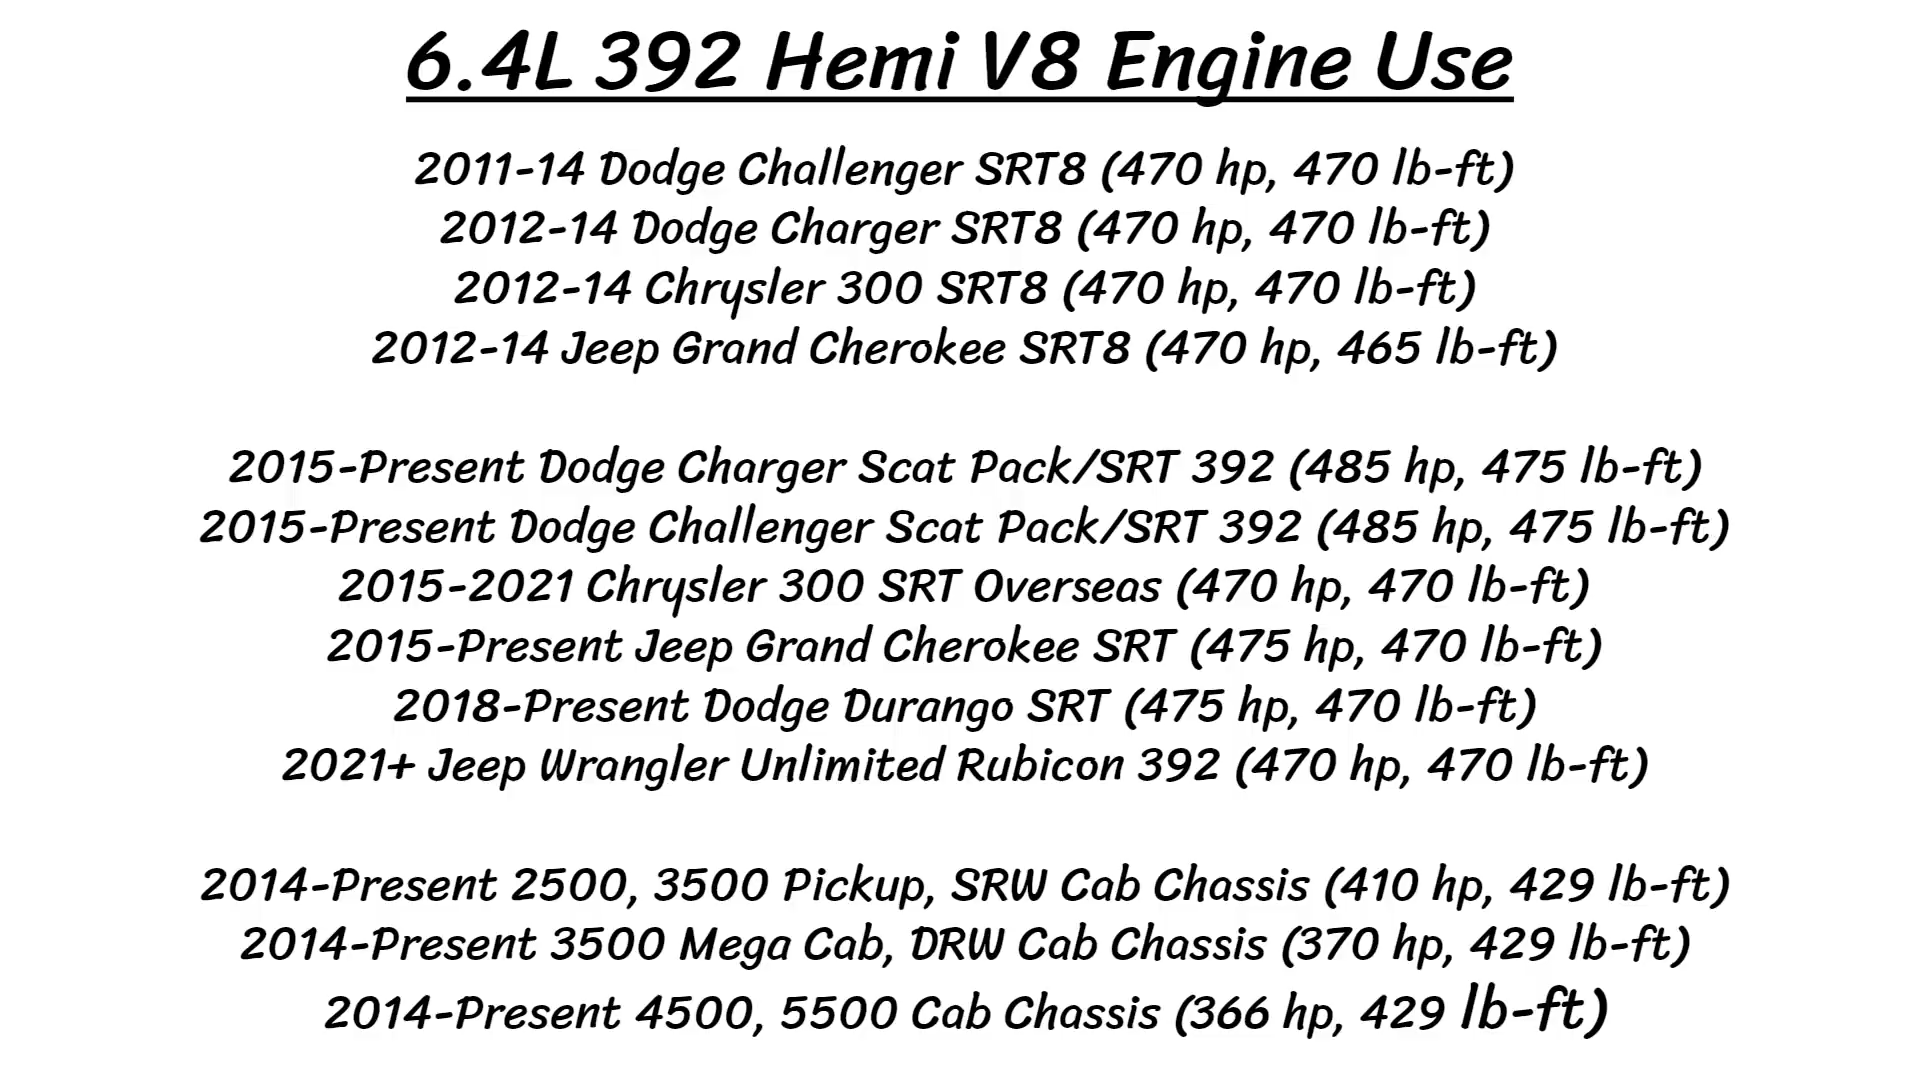 6.4L 392 Hemi V8 Engine Use
2011-14 Dodge Challenger SRT8 (470 hp, 470 lb-ft)
2012-14 Dodge Charger SRT8 (470 hp, 470 lb-ft)
2012-14 Chrysler 300 SRT8 (470 hp, 470 lb-ft)
2012-14 Jeep Grand Cherokee SRT8 (470 hp, 465 lb-ft)
2015-Present Dodge Charger Scat Pack/SRT 392 (485 hp, 475 lb-ft)
2015-Present Dodge Challenger Scat Pack/SRT 392 (485 hp, 475 lb-ft)
2015-2021 Chrysler 300 SRT Overseas (470 hp, 470 lb-ft)
2015-Present Jeep Grand Cherokee SRT (475 hp, 470 lb-ft)
2018-Present Dodge Durango SRT (475 hp, 470 lb-ft)
2021+ Jeep Wrangler Unlimited Rubicon 392 (470 hp, 470 lb-ft)
2014-Present 2500, 3500 Pickup, SRW Cab Chassis (410 hp, 429 lb-ft)
2014-Present 3500 Mega Cab, DRW Cab Chassis (370 hp, 429 lb-ft)
2014-Present 4500, 5500 Cab Chassis (366 hp, 429 lb-ft)